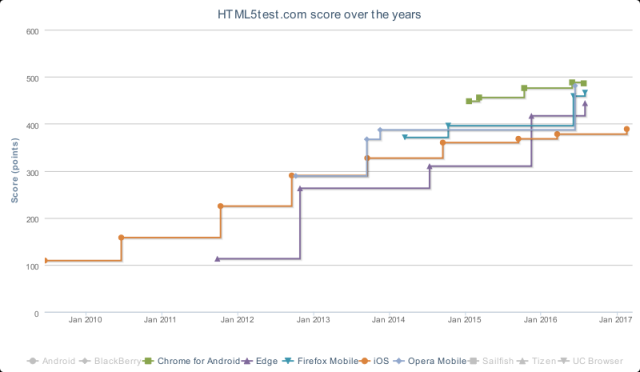 HTML5test.com score over the years
600
500
400
300
200
100
0
Score (points)
Jan 2010 Jan 2011 Jan 2012 Jan 2013 Jan 2014 Jan 2015 Jan 2016 Jan 2017
Android BlackBerry Chrome for Android Edge Firefox Mobile iOS Opera Mobile Sailfish Tizen UC Browser